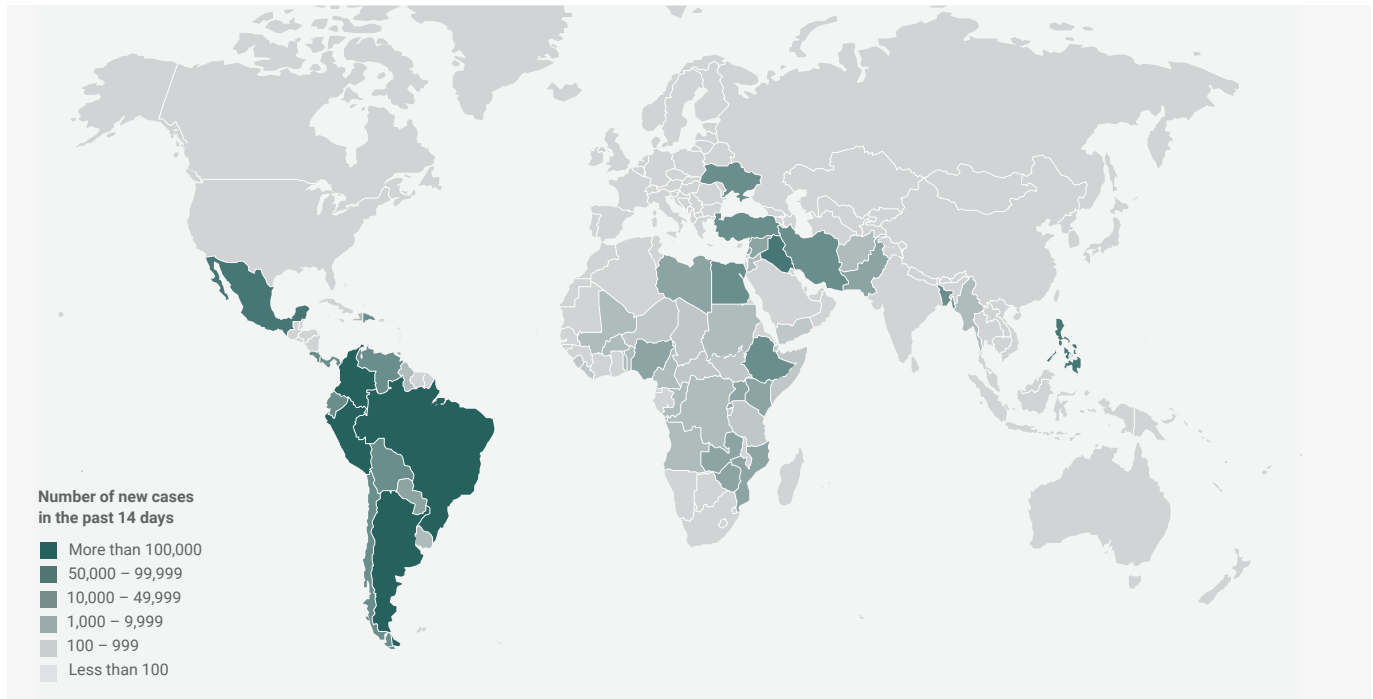 Number of new cases
in the past 14 days
More than 100,000
50,000 – 99,999
10,000 – 49,999
1,000 – 9,999
100 – 999
Less than 100